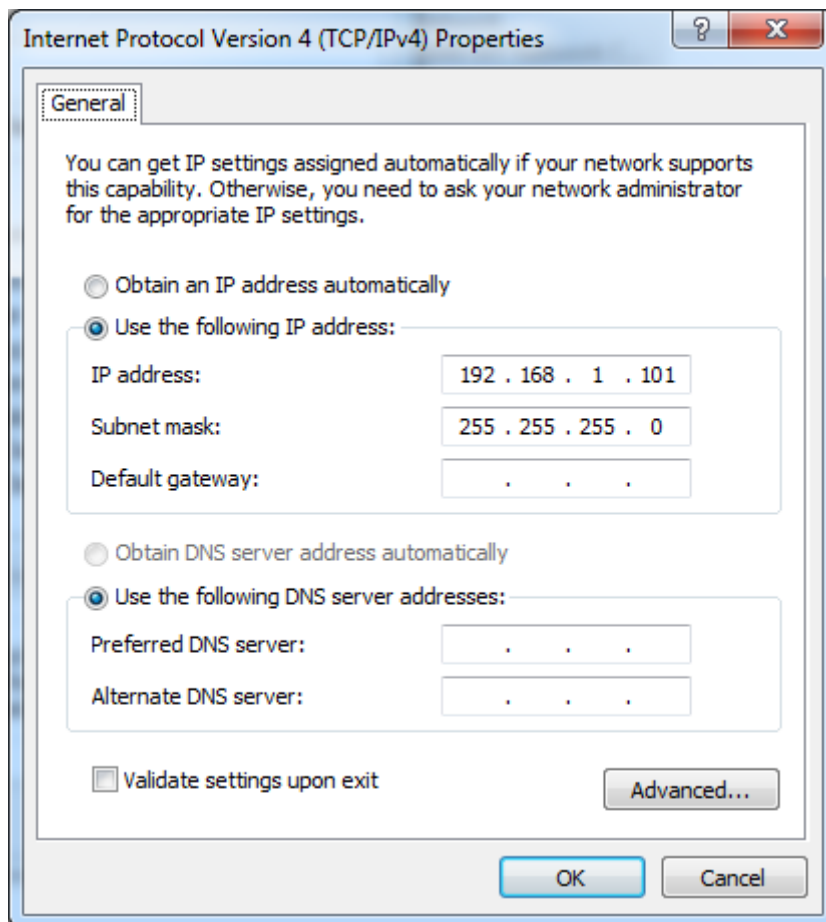 Internet Protocol Version 4 (TCP/IPv4) Properties
?
X
General
You can get IP settings assigned automatically if your network supports
this capability. Otherwise, you need to ask your network administrator
for the appropriate IP settings.
Obtain an IP address automatically
Use the following IP address:
IP address: 192 . 168 . 1 . 101
Subnet mask: 255 . 255 . 255 . 0
Default gateway: . . .
Obtain DNS server address automatically
Use the following DNS server addresses:
Preferred DNS server: . . .
Alternate DNS server: . . .
Validate settings upon exit
Advanced...
OK Cancel